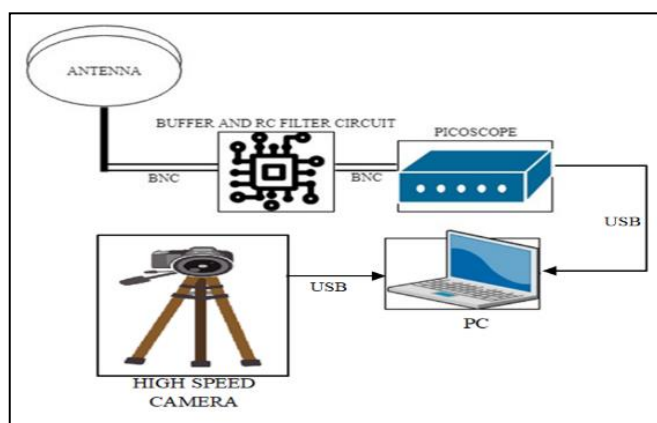 ANTENNA
BUFFER AND RC FILTER CIRCUIT
PICOSCOPE
BNC
BNC
USB
USB
PC
HIGH SPEED
CAMERA